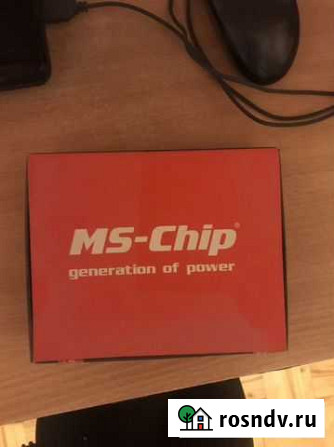 MS-Chip®
generation of power
rosndv.ru